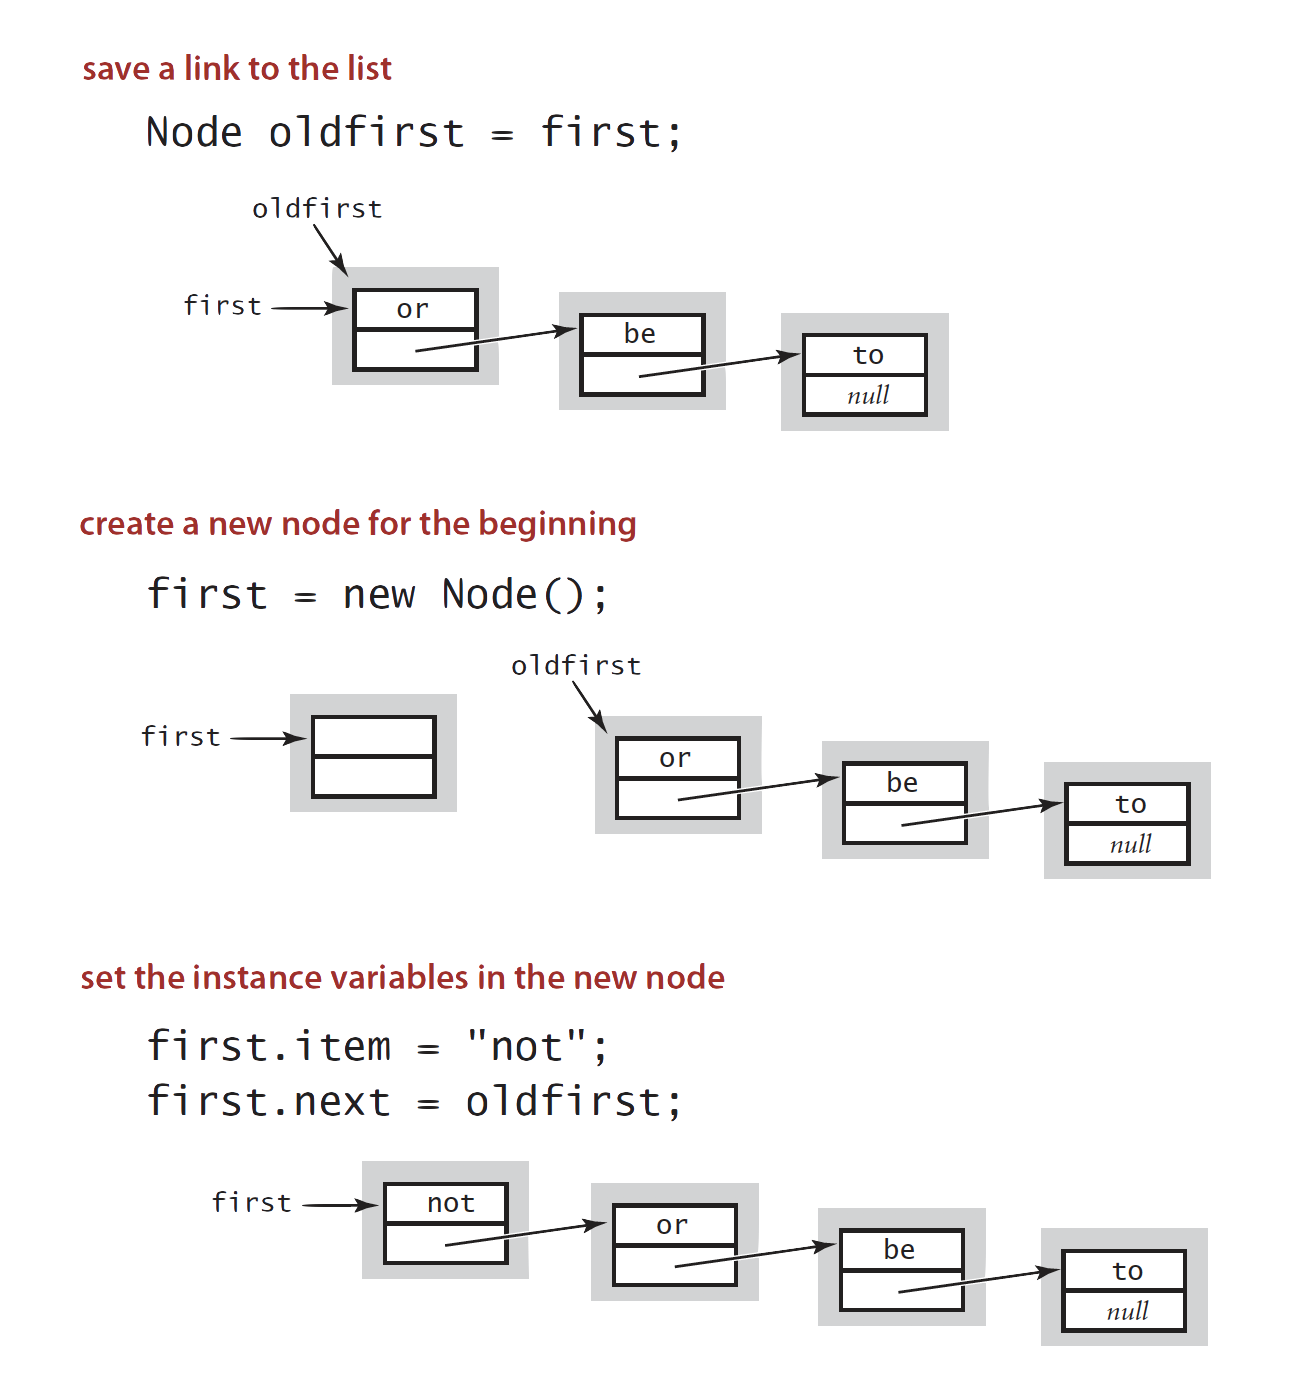 save a link to the list
Node oldfirst = first;
oldfirst
first
or
be
to
null
create a new node for the beginning
first = new Node();
oldfirst
first
or
be
to
null
set the instance variables in the new node
first.item = "not";
first.next = oldfirst;
first
not
or
be
to
null